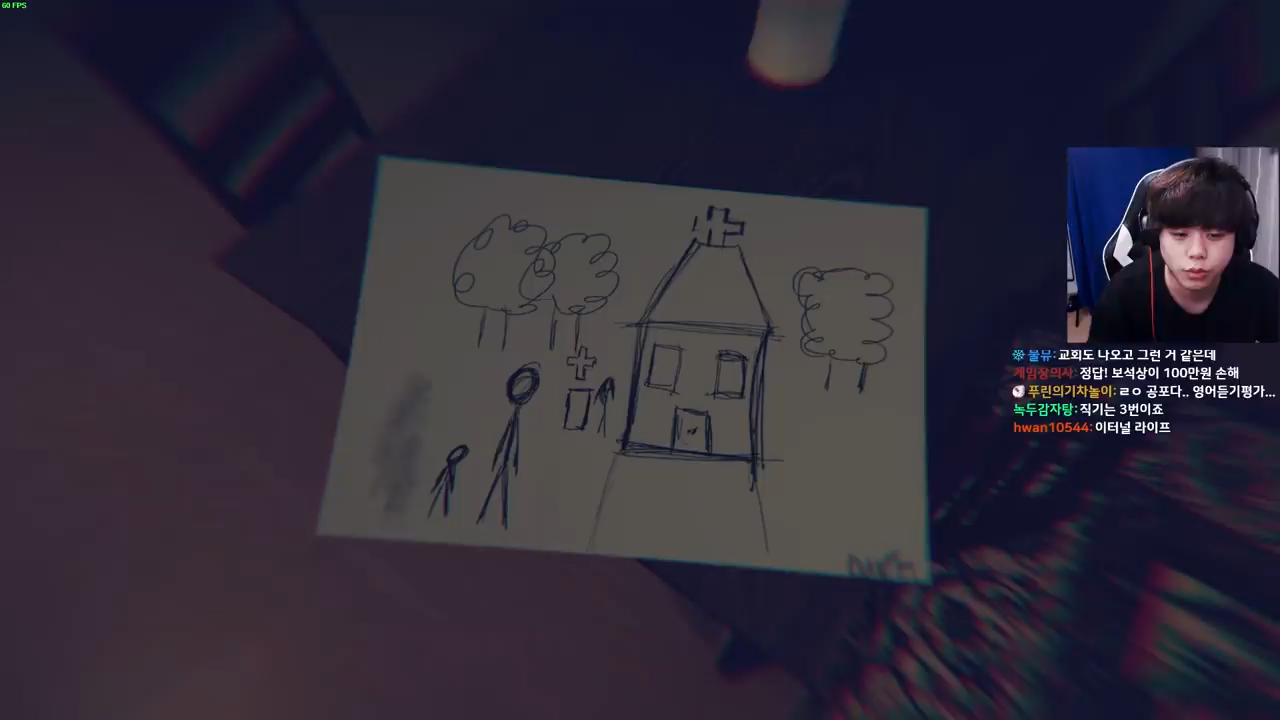 60 FPS
불뮤: 교회도 나오고 그런 거 같은데
게임장의사: 정답! 보석상이 100만원 손해
푸린의기차놀이: ㄹㅇ 공포다.. 영어듣기평가...
녹두감자탕: 직기는 3번이죠
hwan10544: 이터널 라이프